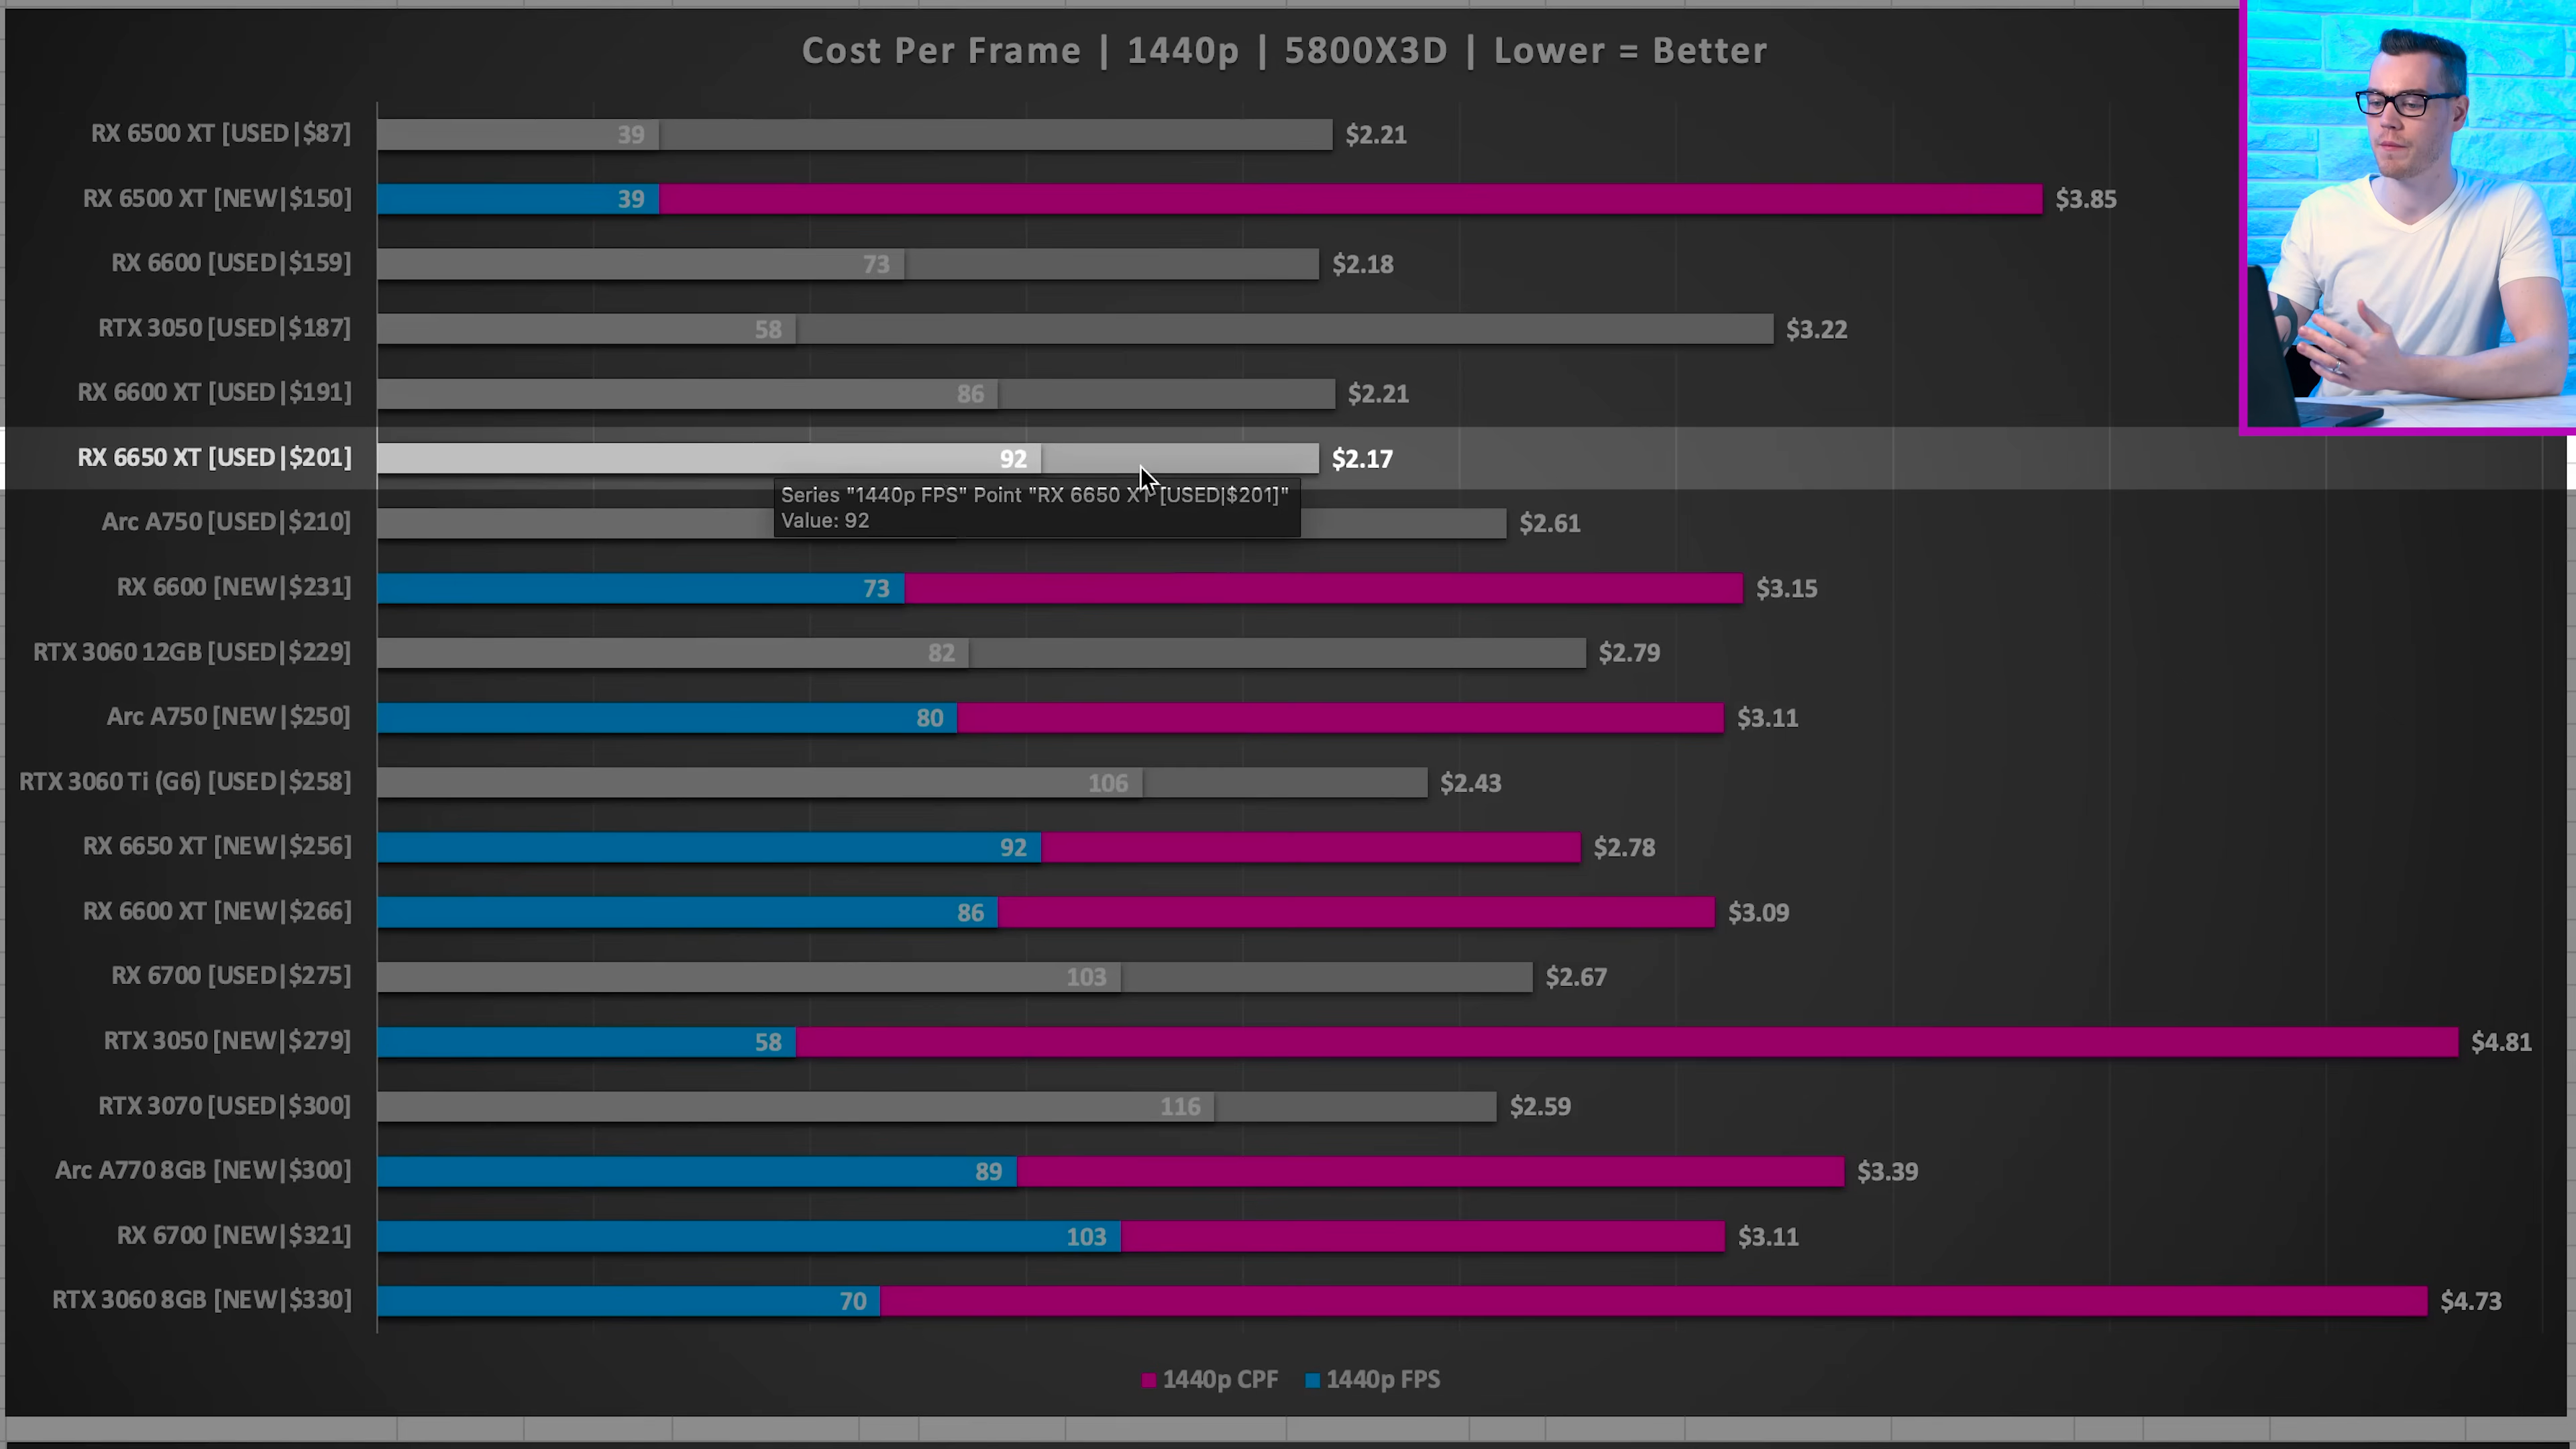 Cost Per Frame | 1440p | 5800X3D | Lower = Better
RX 6500 XT [USED|$87] 39 $2.21
RX 6500 XT [NEW|$150] 39 $3.85
RX 6600 [USED|$159] 73 $2.18
RTX 3050 [USED|$187] 58 $3.22
RX 6600 XT [USED|$191] 86 $2.21
RX 6650 XT [USED|$201] 92 $2.17
Series "1440p FPS" Point "RX 6650 XT [USED|$201]"
Value: 92
Arc A750 [USED|$210] $2.61
RX 6600 [NEW|$231] 73 $3.15
RTX 3060 12GB [USED|$229] 82 $2.79
Arc A750 [NEW|$250] 80 $3.11
RTX 3060 Ti (G6) [USED|$258] 106 $2.43
RX 6650 XT [NEW|$256] 92 $2.78
RX 6600 XT [NEW|$266] 86 $3.09
RX 6700 [USED|$275] 103 $2.67
RTX 3050 [NEW|$279] 58 $4.81
RTX 3070 [USED|$300] 116 $2.59
Arc A770 8GB [NEW|$300] 89 $3.39
RX 6700 [NEW|$321] 103 $3.11
RTX 3060 8GB [NEW|$330] 70 $4.73
1440p CPF 1440p FPS